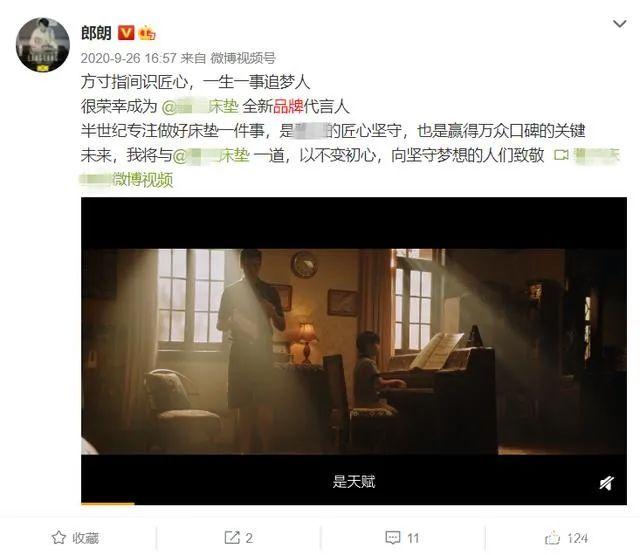 郎朗
2020-9-26 16:57 来自 微博视频号
方寸指间识匠心，一生一事追梦人
很荣幸成为 @床垫 全新品牌代言人
半世纪专注做好床垫一件事，是的匠心坚守，也是赢得万众口碑的关键
未来，我将与@床垫 一道，以不变初心，向坚守梦想的人们致敬
微博视频
是天赋
收藏
2
11
124